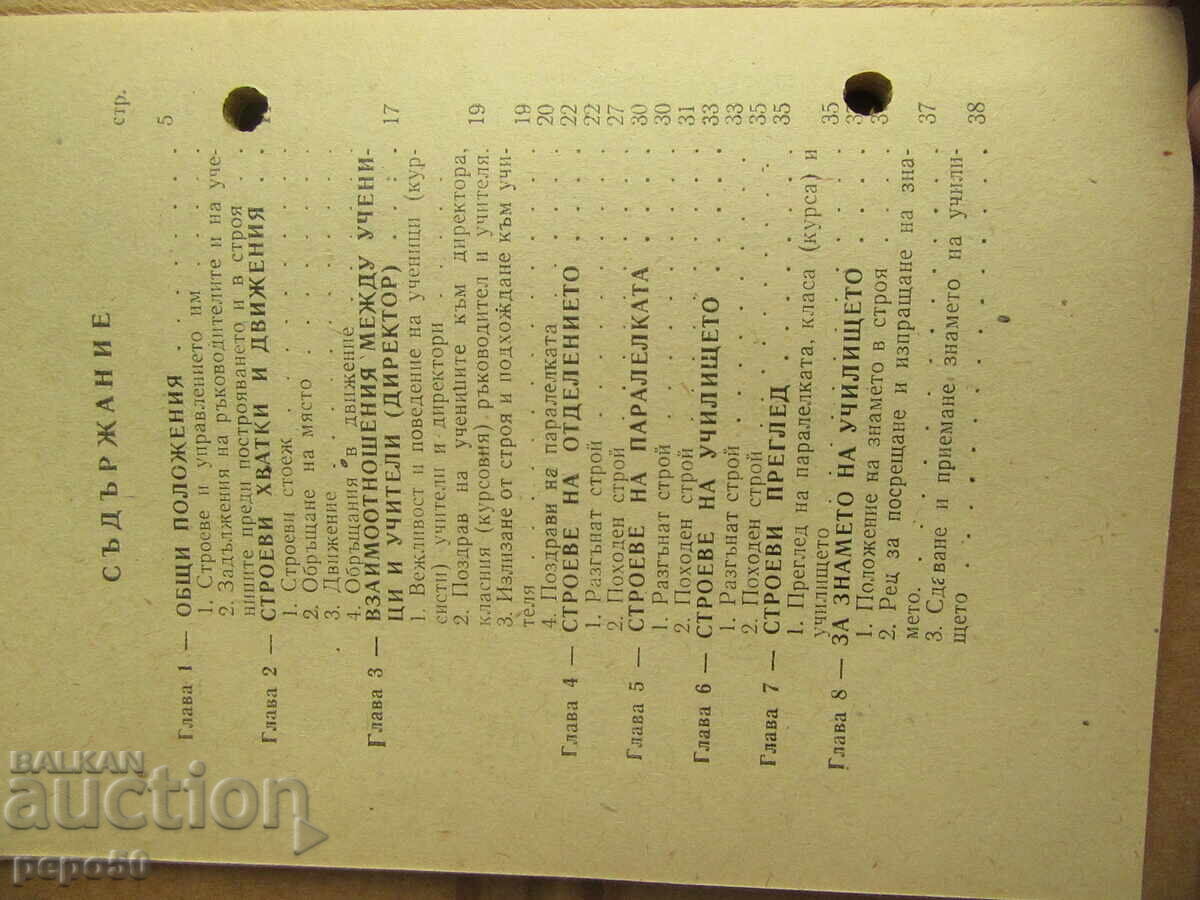 СЪДЪРЖАНИЕ
стр.
Глава 1 — ОБЩИ ПОЛОЖЕНИЯ . . . . . 5
1. Строеве и управлението им . . . .
2. Задължения на ръководителите и на уче-
ниците преди построяването и в строя
Глава 2 — СТРОЕВИ ХВАТКИ И ДВИЖЕНИЯ .
1. Строеви стоеж . . . . . .
2. Обръщане на място . . . . .
3. Движение . . . . . . .
4. Обръщания в движение . . . .
Глава 3 — ВЗАИМООТНОШЕНИЯ МЕЖДУ УЧЕНИ-
ЦИ И УЧИТЕЛИ (ДИРЕКТОР) . . . 17
1. Вежливост и поведение на ученици (кур-
систи) учители и директори . . .
2. Поздрав на учениците към директора,
класния (курсовия) ръководител и учителя. 19
3. Излизане от строя и подхождане към учи-
теля . . . . . . . . 19
4. Поздрави на паралелката . . . . 20
Глава 4 — СТРОЕВЕ НА ОТДЕЛЕНИЕТО . . . 22
1. Разгънат строй . . . . . . 22
2. Походен строй . . . . . . 27
Глава 5 — СТРОЕВЕ НА ПАРАЛЕЛКАТА . . . 30
1. Разгънат строй . . . . . . 30
2. Походен строй . . . . . . 31
Глава 6 — СТРОЕВЕ НА УЧИЛИЩЕТО . . . 33
1. Разгънат строй . . . . . . 33
2. Походен строй . . . . . . 35
Глава 7 — СТРОЕВИ ПРЕГЛЕД . . . . . 35
1. Преглед на паралелката, класа (курса) и
училището . . . . . . . 35
Глава 8 — ЗА ЗНАМЕТО НА УЧИЛИЩЕТО . .
1. Положение на знамето в строя . .
2. Ред за посрещане и изпращане на зна-
мето. . . . . . . . 37
3. Сдаване и приемане знамето на учили-
щето . . . . . . . . 38
BALKAN
auction
pepo50